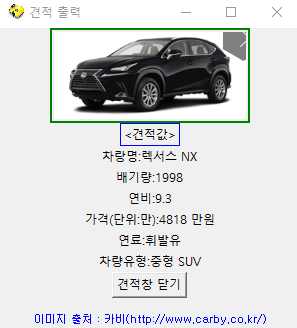 견적 출력
<견적값>
차량명:렉서스 NX
배기량:1998
연비:9.3
가격(단위:만):4818 만원
연료:휘발유
차량유형:중형 SUV
견적창 닫기
이미지 출처 : 카비(http://www.carby.co.kr/)